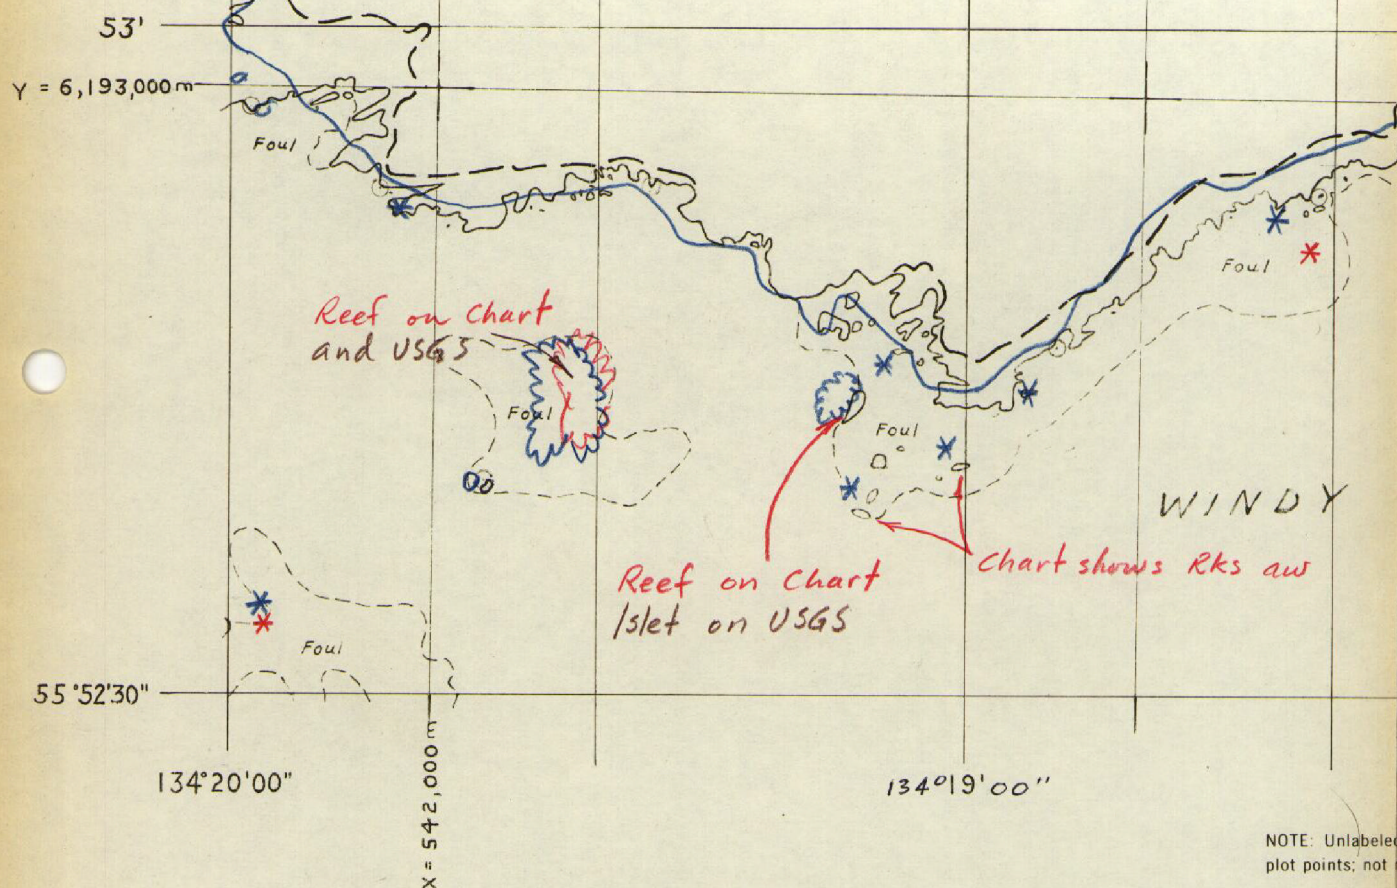 53'
Y = 6,193,000 m
Foul
Foul
Reef on Chart
and USGS
Foul
Foul
WINDY
Reef on Chart
Islet on USGS
Chart shows Rks aw
Foul
55°52'30"
134°20'00"
134°19'00"
X = 542,000m
NOTE: Unlabeled
plot points; not